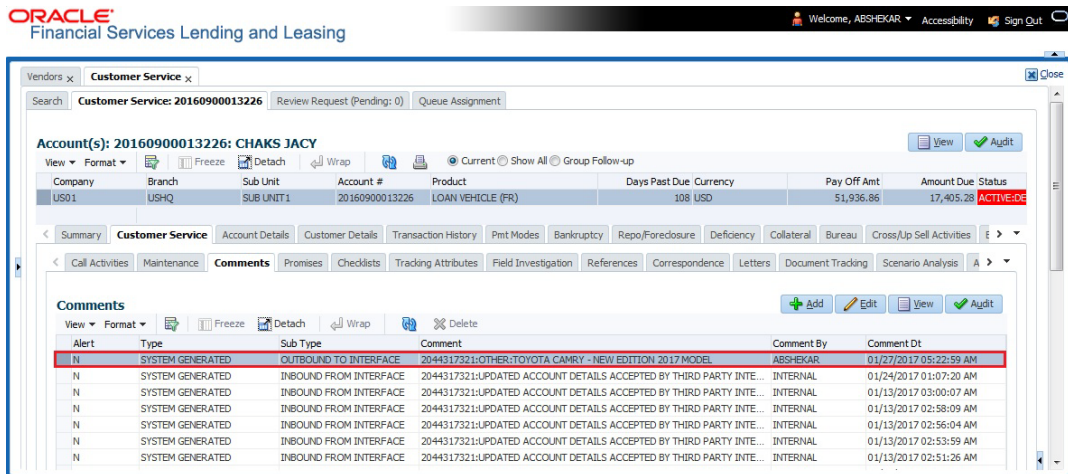 ORACLE®
Financial Services Lending and Leasing
Welcome, ABSHEKAR Accessibility Sign Out
Vendors x Customer Service x Close
Search Customer Service: 20160900013226 Review Request (Pending: 0) Queue Assignment
Account(s): 20160900013226: CHAKS JACY View Audit
View Format Freeze Detach Wrap Current Show All Group Follow-up
Company Branch Sub Unit Account # Product Days Past Due Currency Pay Off Amt Amount Due Status
US01 USHQ SUB UNIT1 20160900013226 LOAN VEHICLE (FR) 108 USD 51,936.86 17,405.28 ACTIVE:DE
Summary Customer Service Account Details Customer Details Transaction History Pmt Modes Bankruptcy Repo/Foreclosure Deficiency Collateral Bureau Cross/Up Sell Activities
Call Activities Maintenance Comments Promises Checklists Tracking Attributes Field Investigation References Correspondence Letters Document Tracking Scenario Analysis A
Comments Add Edit View Audit
View Format Freeze Detach Wrap Delete
Alert Type Sub Type Comment Comment By Comment Dt
N SYSTEM GENERATED OUTBOUND TO INTERFACE 2044317321:OTHER:TOYOTA CAMRY - NEW EDITION 2017 MODEL ABSHEKAR 01/27/2017 05:22:59 AM
N SYSTEM GENERATED INBOUND FROM INTERFACE 2044317321:UPDATED ACCOUNT DETAILS ACCEPTED BY THIRD PARTY INTE... INTERNAL 01/24/2017 01:07:20 AM
N SYSTEM GENERATED INBOUND FROM INTERFACE 2044317321:UPDATED ACCOUNT DETAILS ACCEPTED BY THIRD PARTY INTE... INTERNAL 01/13/2017 03:00:07 AM
N SYSTEM GENERATED INBOUND FROM INTERFACE 2044317321:UPDATED ACCOUNT DETAILS ACCEPTED BY THIRD PARTY INTE... INTERNAL 01/13/2017 02:58:09 AM
N SYSTEM GENERATED INBOUND FROM INTERFACE 2044317321:UPDATED ACCOUNT DETAILS ACCEPTED BY THIRD PARTY INTE... INTERNAL 01/13/2017 02:56:04 AM
N SYSTEM GENERATED INBOUND FROM INTERFACE 2044317321:UPDATED ACCOUNT DETAILS ACCEPTED BY THIRD PARTY INTE... INTERNAL 01/13/2017 02:53:59 AM
N SYSTEM GENERATED INBOUND FROM INTERFACE 2044317321:UPDATED ACCOUNT DETAILS ACCEPTED BY THIRD PARTY INTE... INTERNAL 01/13/2017 02:51:26 AM